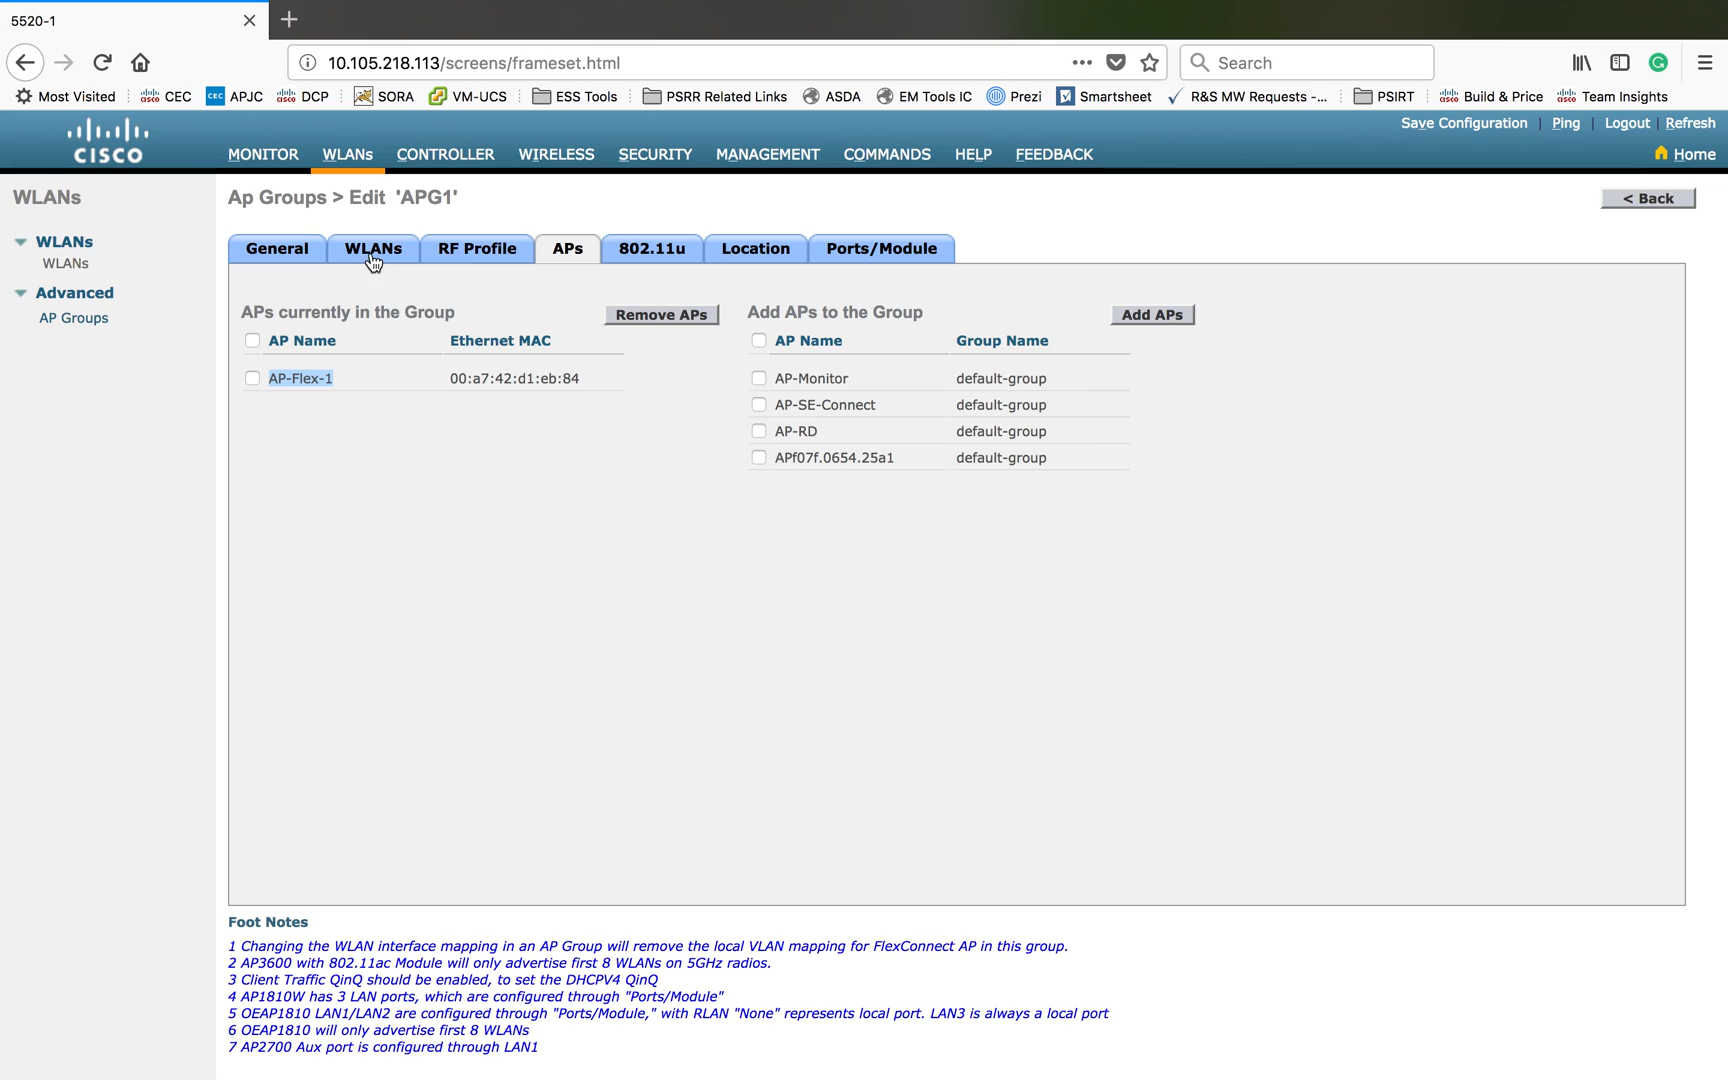 5520-1
10.105.218.113/screens/frameset.html
Search
Most Visited
CEC
CEC APJC
DCP
SORA
VM-UCS
ESS Tools
PSRR Related Links
ASDA
EM Tools IC
Prezi
Smartsheet
R&S MW Requests -...
PSIRT
Build & Price
Team Insights
Save Configuration | Ping | Logout | Refresh
CISCO
MONITOR WLANs CONTROLLER WIRELESS SECURITY MANAGEMENT COMMANDS HELP FEEDBACK
Home
WLANs
WLANs
WLANs
Advanced
AP Groups
Ap Groups > Edit 'APG1'
< Back
General WLANs RF Profile APs 802.11u Location Ports/Module
APs currently in the Group
Remove APs
AP Name Ethernet MAC
AP-Flex-1 00:a7:42:d1:eb:84
Add APs to the Group
Add APs
AP Name Group Name
AP-Monitor default-group
AP-SE-Connect default-group
AP-RD default-group
APf07f.0654.25a1 default-group
Foot Notes
1 Changing the WLAN interface mapping in an AP Group will remove the local VLAN mapping for FlexConnect AP in this group.
2 AP3600 with 802.11ac Module will only advertise first 8 WLANs on 5GHz radios.
3 Client Traffic QinQ should be enabled, to set the DHCPV4 QinQ
4 AP1810W has 3 LAN ports, which are configured through "Ports/Module"
5 OEAP1810 LAN1/LAN2 are configured through "Ports/Module," with RLAN "None" represents local port. LAN3 is always a local port
6 OEAP1810 will only advertise first 8 WLANs
7 AP2700 Aux port is configured through LAN1